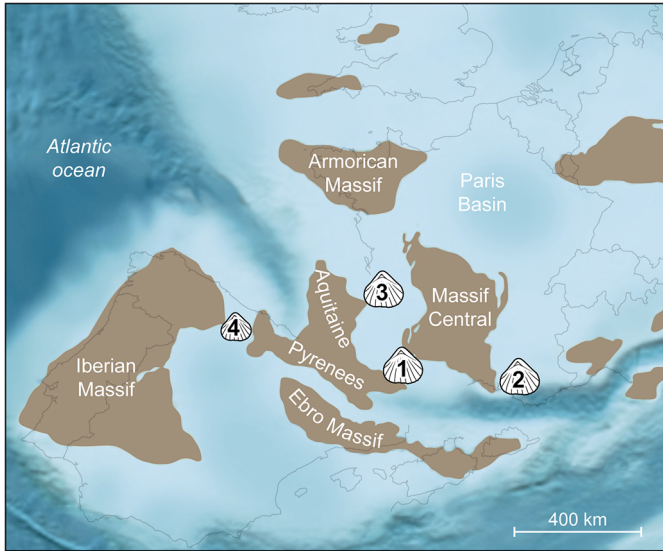 Atlantic
ocean
Armorican
Massif
Paris
Basin
Aquitaine
3
Massif
Central
4
Pyrenees
1
2
Iberian
Massif
Ebro Massif
400 km